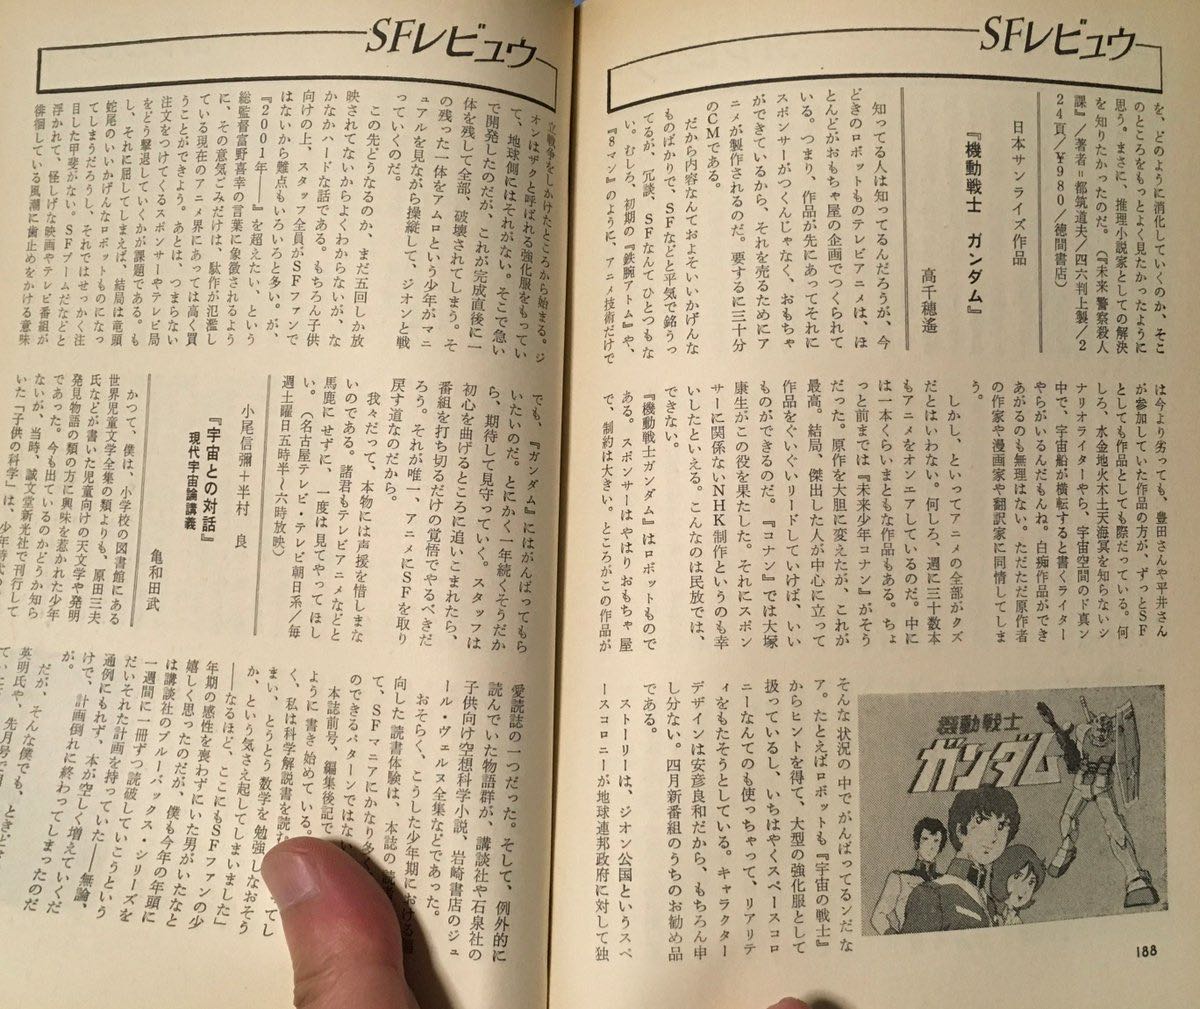 SFレビュウ
を、どのように消化していくのか、そこ
のところをもっとよく見たかったように
思う。まさに、推理小説家としての解決
を知りたかったのだ。(『未来警察殺人
課』/著者=都筑道夫/四六判上製/2
24頁/¥980/徳間書店)
日本サンライズ作品
『機動戦士 ガンダム』
高千穂遙
知ってる人は知ってるんだろうが、今
どきのロボットものテレビアニメは、ほ
とんどがおもちゃ屋の企画でつくられて
いる。つまり、作品が先にあってそれに
スポンサーがつくんじゃなく、おもちゃ
ができているから、それを売るためにア
ニメが製作されるのだ。要するに三十分
のCMである。
だから内容なんておよそいいかげんな
ものばかりで、SFなどと平気で銘うっ
てるが、冗談、SFなんてひとつもな
い。むしろ、初期の『鉄腕アトム』や、
『8マン』のように、アニメ技術だけで
は今より劣っても、豊田さんや平井さん
が参加していた作品の方が、ずっとSF
としても作品としても際だっている。何
しろ、水金地火木土天海冥を知らないシ
ナリオライターやら、宇宙空間のド真ン
中で、宇宙船が横転すると書くライター
やらがいるんだもんね。白痴作品ができ
あがるのも無理はない。ただただ原作者
の作家や漫画家や翻訳家に同情してしま
う。
しかし、といってアニメの全部がクズ
だとはいわない。何しろ、週に三十数本
もアニメをオンエアしているのだ。中に
は一本くらいまともな作品もある。ちょ
っと前までは『未来少年コナン』がそう
だった。原作を大胆に変えたが、これが
最高。結局、傑出した人が中心に立って
作品をぐいぐいリードしていけば、いい
ものができるのだ。『コナン』では大塚
康生がこの役を果たした。それにスポン
サーに関係ないNHK制作というのも幸
いしたといえる。こんなのは民放では、
できない。
『機動戦士ガンダム』はロボットもので
ある。スポンサーはやはりおもちゃ屋
で、制約は大きい。ところがこの作品が
機動戦士
ガンダム
そんな状況の中でがんばってるンだな
ア。たとえばロボットも『宇宙の戦士』
からヒントを得て、大型の強化服として
扱っているし、いちはやくスペースコロ
ニーなんてのも使っちゃって、リアリテ
ィをもたそうとしている。キャラクター
デザインは安彦良和だから、もちろん申
し分ない。四月新番組のうちのお勧め品
である。
ストーリーは、ジオン公国というスペ
ースコロニーが地球連邦政府に対して独
188
SFレビュウ
立戦争をしかけたところから始まる。ジ
オンはザクと呼ばれる強化服をもってい
て、地球側にはそれがない。そこで急い
で開発したのだが、これが完成直後に一
体を残して全部、破壊されてしまう。そ
の残った一体をアムロという少年がマニ
ュアルを見ながら操縦して、ジオンと戦
っていくのだ。
この先どうなるのか、まだ五回しか放
映されてないからよくわからないが、な
かなかハードな話である。もちろん子供
向けの上、スタッフ全員がSFファンで
はないから難点もいろいろと多い。が、
『2001年――』を超えたい、という
総監督富野喜幸の言葉に象徴されるよう
に、その意気ごみだけは、駄作が氾濫し
ている現在のアニメ界にあっては高く買
うことができよう。あとは、つまらない
注文をつけてくるスポンサーやテレビ局
をどう撃退していくかが課題である。も
し、それに屈してしまえば、結局は竜頭
蛇尾のいいかげんなロボットものになっ
てしまうだろうし、それではせっかく注
目した甲斐がない。SFブームだなどと
浮かれて、怪しげな映画やテレビ番組が
徘徊している風潮に歯止めをかける意味
でも、『ガンダム』にはがんばってもら
いたいのだ。とにかく一年続くそうだか
ら、期待して見守っていく。スタッフは
初心を曲げるところに追いこまれたら、
番組を打ち切るだけの覚悟でやるべきだ
ろう。それが唯一、アニメにSFを取り
戻す道なのだから。
我々だって、本物には声援を惜しまな
いのである。諸君もテレビアニメなどと
馬鹿にせずに、一度は見てやってほし
い。(名古屋テレビ・テレビ朝日系/毎
週土曜日五時半〜六時放映)
小尾信彌+半村 良
『宇宙との対話』
現代宇宙論講義
亀和田武
かつて、僕は、小学校の図書館にある
世界児童文学全集の類よりも、原田三夫
氏などが書いた児童向けの天文学や発明
発見物語の類の方に興味を惹かれた少年
であった。今も出ているのかどうか知ら
ないが、当時、誠文堂新光社で刊行して
いた『子供の科学』は、少年時代の
愛読誌の一つだった。そして、例外的に
読んでいた物語群が、講談社や石泉社の
子供向け空想科学小説、岩崎書店のジュ
ール・ヴェルヌ全集などであった。
おそらく、こうした少年期における
向した読書体験は、本誌の読
て、SFマニアにかなり多
のできるパターンではない
本誌前号、編集後記で
ように書き始めている。
く、私は科学解説書を読
まい、とうとう数学を勉強しなおそう
か、という気さえ起してしまいました」
――なるほど、ここにもSFファンの少
年期の感性を喪わずにいた男がいたなと
嬉しく思ったのだが、僕も今年の年頭に
は講談社のブルーバックス・シリーズを
一週間に一冊ずつ読破していこうという
だいそれた計画を持っていた――無論、
通例にもれず、本が空しく増えていくだ
けで、計画倒れに終わってしまったのだ
が。
だが、そんな僕でも、ときど
英明氏や、先月号で